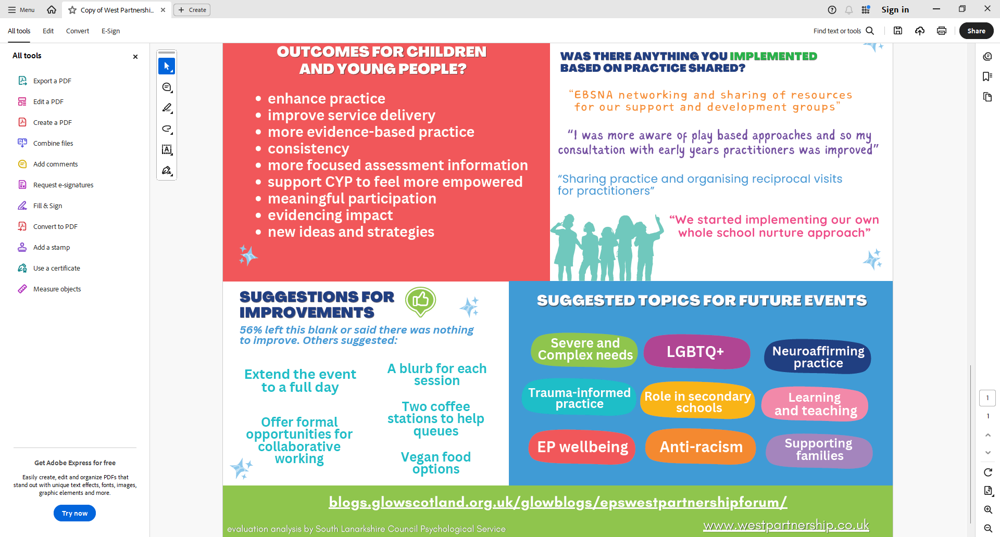 Menu
Copy of West Partnershi...
Create
Sign in
All tools
Edit
Convert
E-Sign
Find text or tools
Share
All tools
Export a PDF
Edit a PDF
Create a PDF
Combine files
Add comments
Request e-signatures
Fill & Sign
Convert to PDF
Add a stamp
Use a certificate
Measure objects
Get Adobe Express for free
Easily create, edit and organize PDFs that
stand out with unique text effects, fonts, images,
graphic elements and more.
Try now
OUTCOMES FOR CHILDREN
AND YOUNG PEOPLE?
• enhance practice
• improve service delivery
• more evidence-based practice
• consistency
• more focused assessment information
• support CYP to feel more empowered
• meaningful participation
• evidencing impact
• new ideas and strategies
WAS THERE ANYTHING YOU IMPLEMENTED
BASED ON PRACTICE SHARED?
"EBSNA networking and sharing of resources
for our support and development groups"
"I was more aware of play based approaches and so my
consultation with early years practitioners was improved"
"Sharing practice and organising reciprocal visits
for practitioners"
"We started implementing our own
whole school nurture approach"
SUGGESTIONS FOR
IMPROVEMENTS
56% left this blank or said there was nothing
to improve. Others suggested:
Extend the event
to a full day
Offer formal
opportunities for
collaborative
working
A blurb for each
session
Two coffee
stations to help
queues
Vegan food
options
SUGGESTED TOPICS FOR FUTURE EVENTS
Severe and
Complex needs
LGBTQ+
Neuroaffirming
practice
Trauma-informed
practice
Role in secondary
schools
Learning
and teaching
EP wellbeing
Anti-racism
Supporting
families
blogs.glowscotland.org.uk/glowblogs/epswestpartnershipforum/
evaluation analysis by South Lanarkshire Council Psychological Service
www.westpartnership.co.uk
1
1